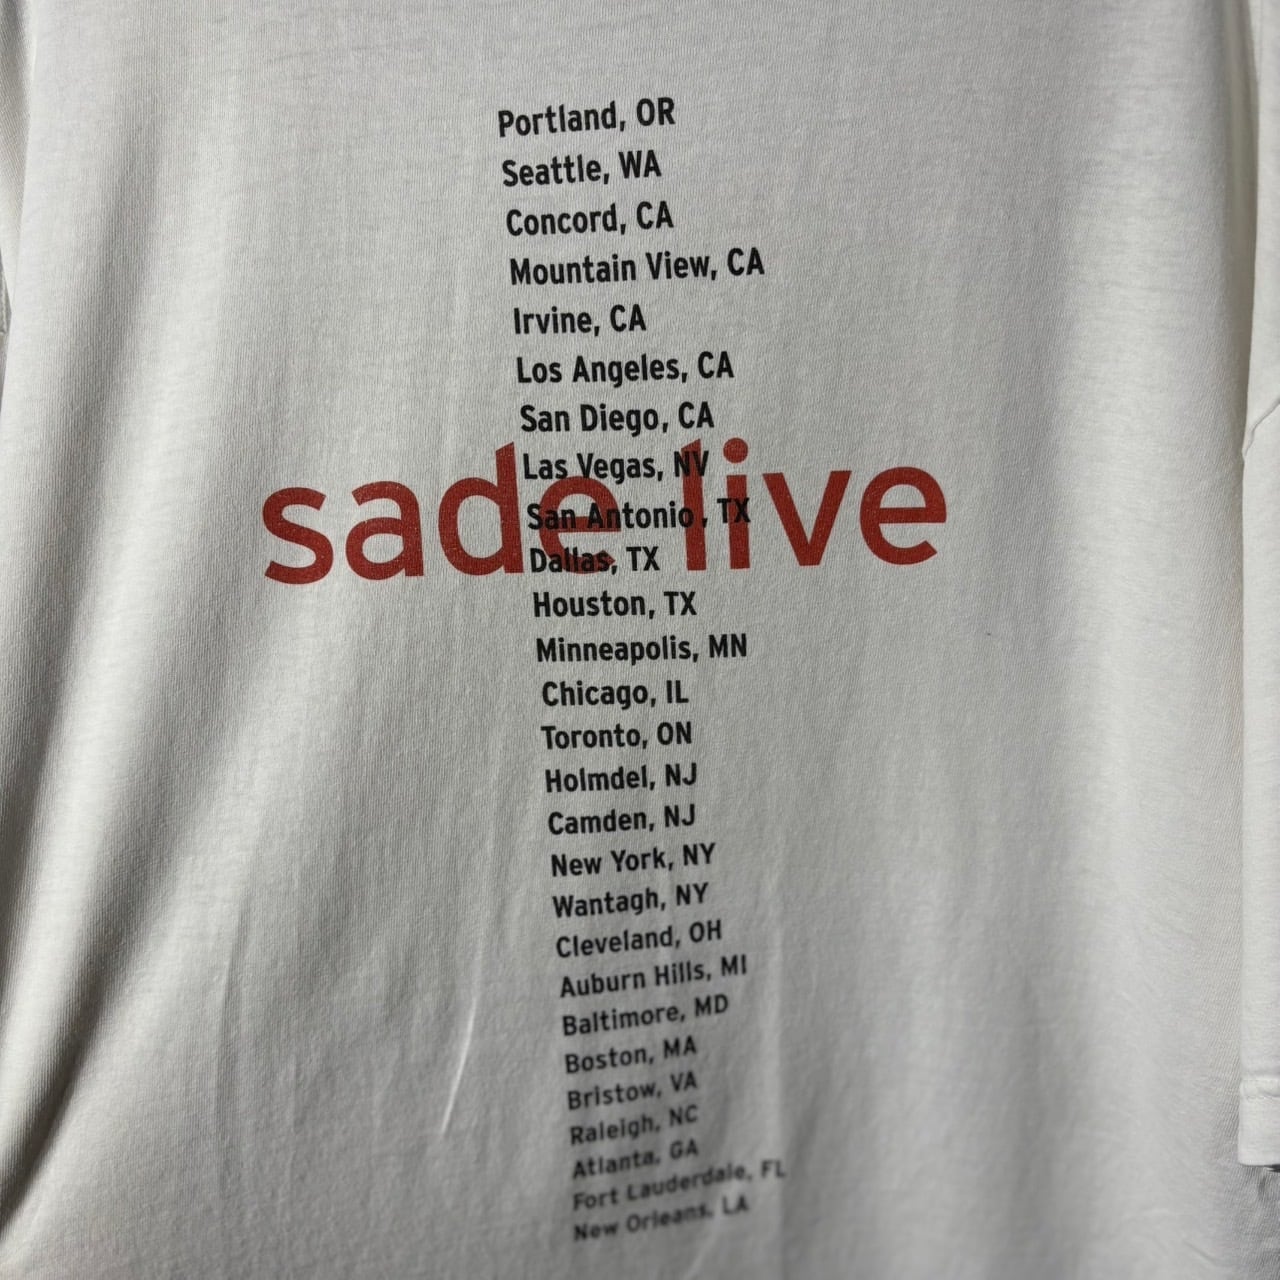 Portland, OR
Seattle, WA
Concord, CA
Mountain View, CA
Irvine, CA
Los Angeles, CA
San Diego, CA
Las Vegas, NV
sade live
San Antonio, TX
Dallas, TX
Houston, TX
Minneapolis, MN
Chicago, IL
Toronto, ON
Holmdel, NJ
Camden, NJ
New York, NY
Wantagh, NY
Cleveland, OH
Auburn Hills, MI
Baltimore, MD
Boston, MA
Bristow, VA
Raleigh, NC
Atlanta, GA
Fort Lauderdale, FL
New Orleans, LA